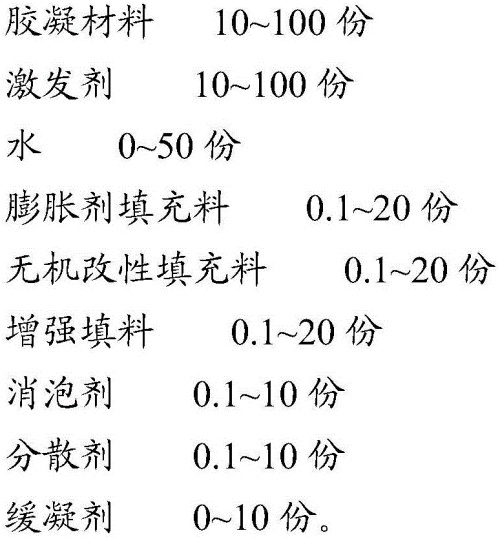 胶凝材料 10~100 份
激发剂 10~100 份
水 0~50 份
膨胀剂填充料 0.1~20 份
无机改性填充料 0.1~20 份
增强填料 0.1~20 份
消泡剂 0.1~10 份
分散剂 0.1~10 份
缓凝剂 0~10 份。